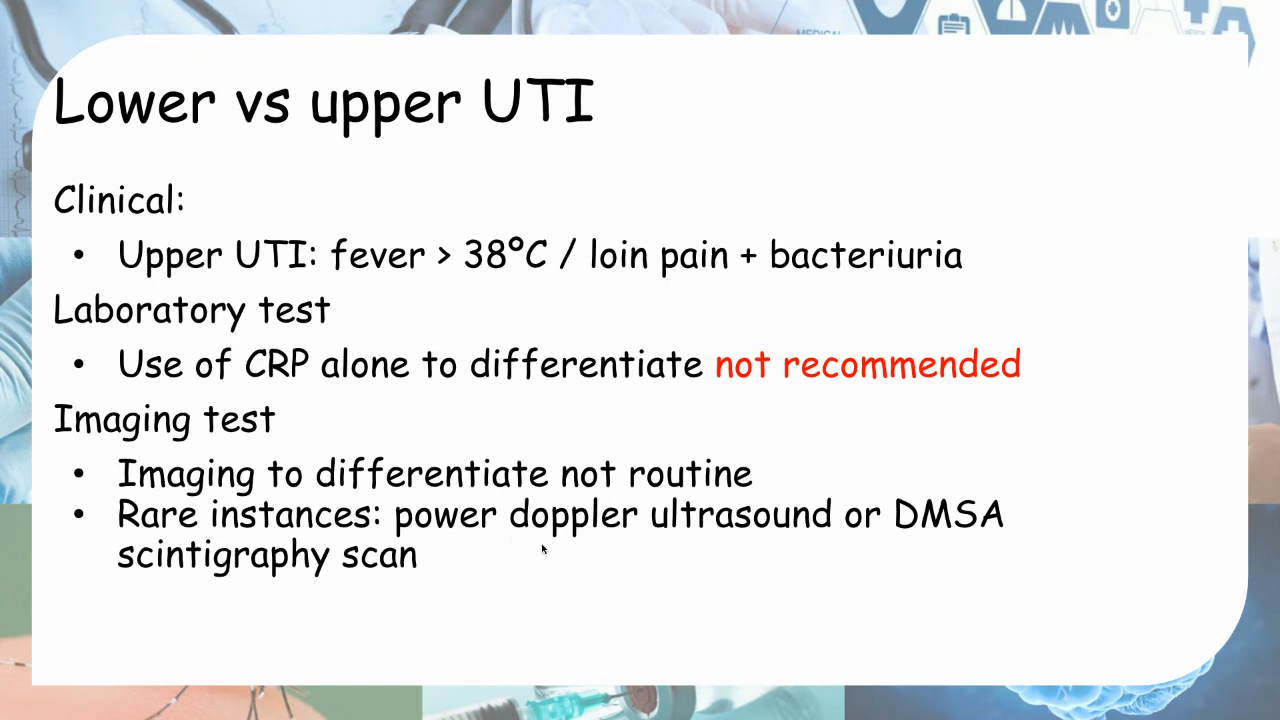 MEDICAL
Lower vs upper UTI
Clinical:
• Upper UTI: fever > 38°C / loin pain + bacteriuria
Laboratory test
• Use of CRP alone to differentiate not recommended
Imaging test
• Imaging to differentiate not routine
• Rare instances: power doppler ultrasound or DMSA
scintigraphy scan